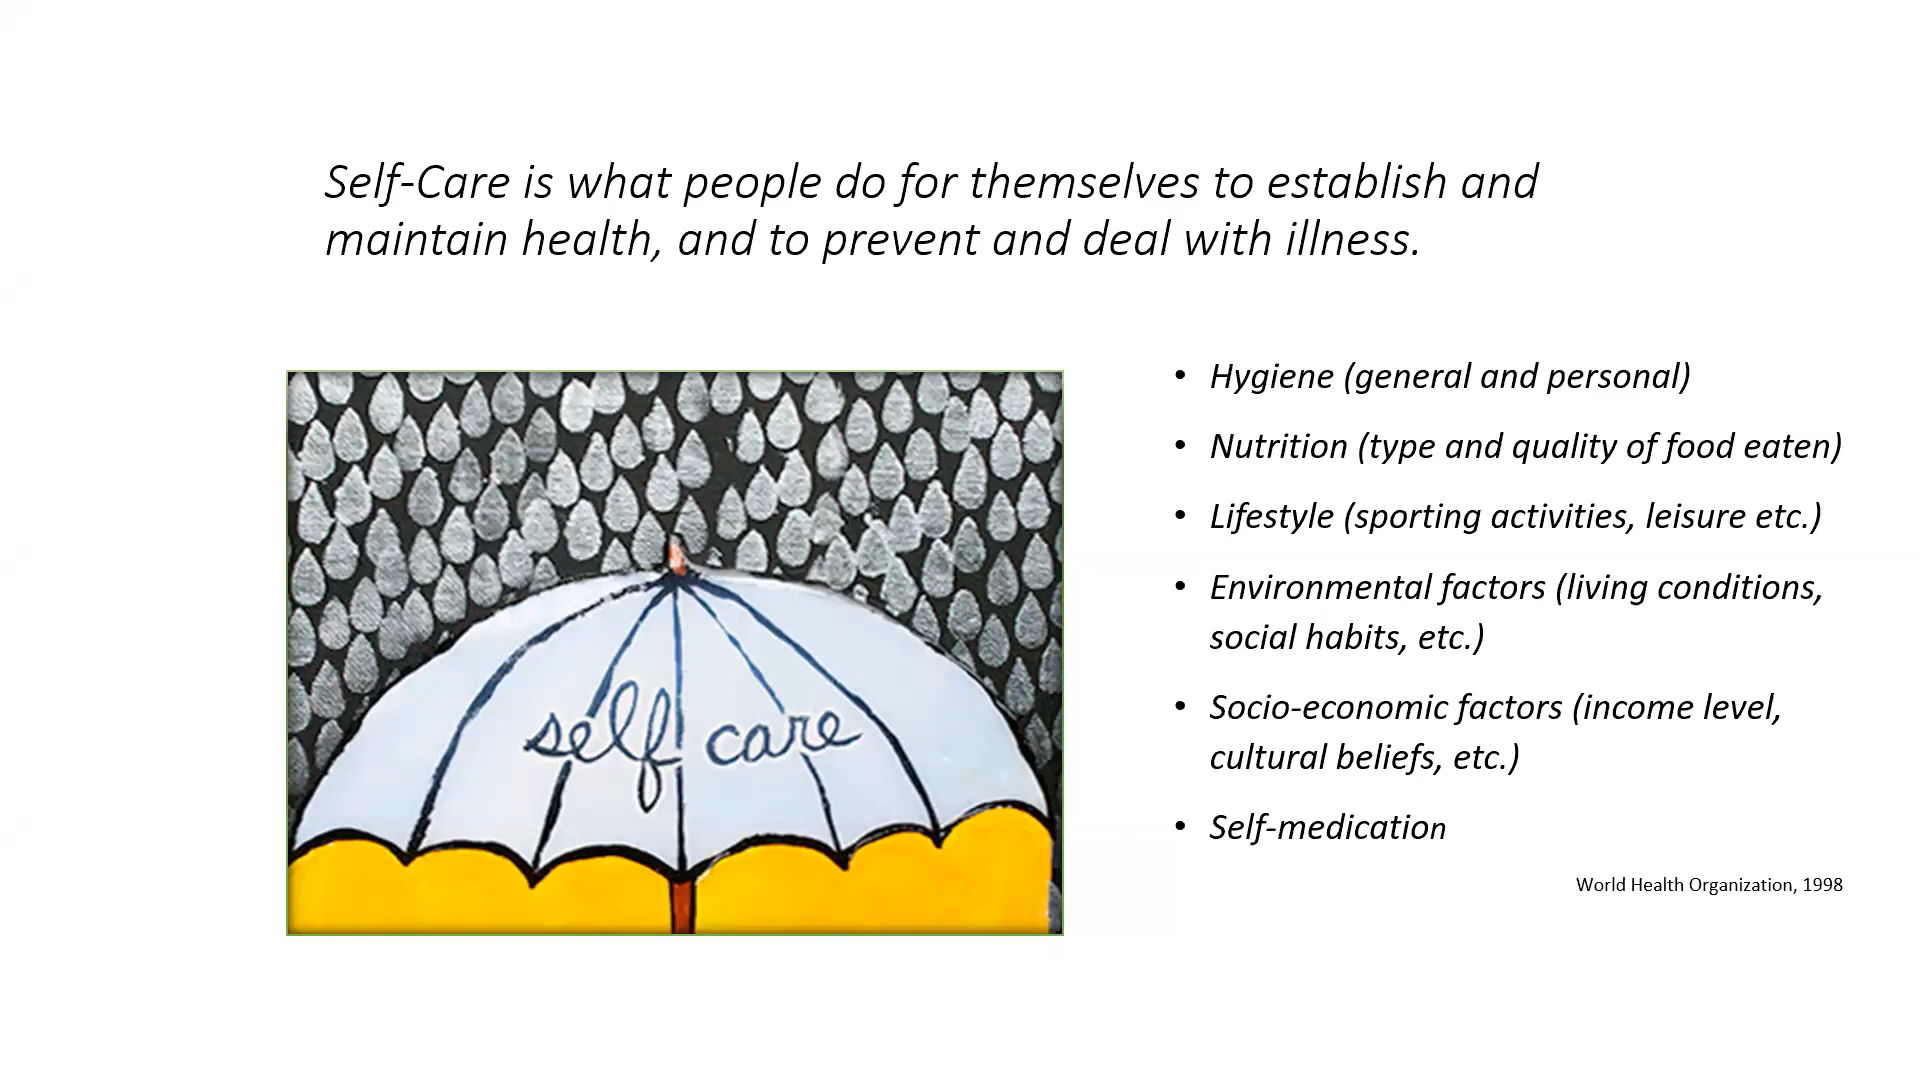 Self-Care is what people do for themselves to establish and
maintain health, and to prevent and deal with illness.
self care
• Hygiene (general and personal)
• Nutrition (type and quality of food eaten)
• Lifestyle (sporting activities, leisure etc.)
• Environmental factors (living conditions,
social habits, etc.)
• Socio-economic factors (income level,
cultural beliefs, etc.)
• Self-medication
World Health Organization, 1998